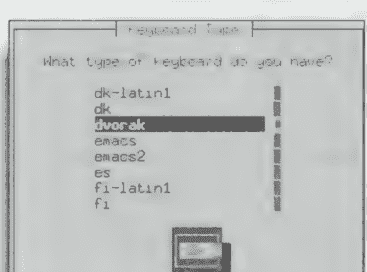 Keyboard Type
What type of keyboard do you have?
dk-latin1
dk
dvorak
emacs
emacs2
es
fi-latin1
fi